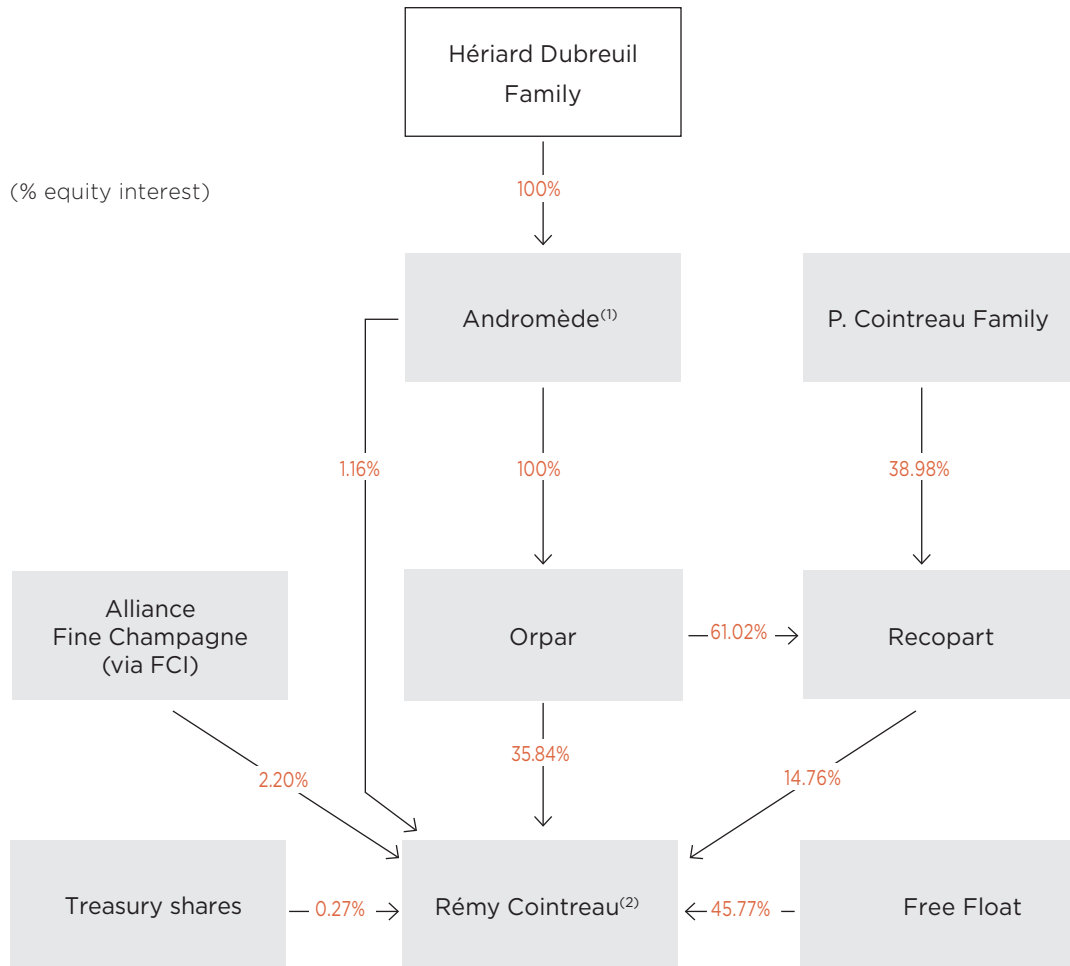 Hériard Dubreuil
Family
(% equity interest)
100%
Andromède(1)
P. Cointreau Family
1.16%
100%
38.98%
Alliance
Fine Champagne
(via FCI)
Orpar
61.02%
Recopart
35.84%
2.20%
14.76%
Treasury shares
0.27%
Rémy Cointreau(2)
45.77%
Free Float